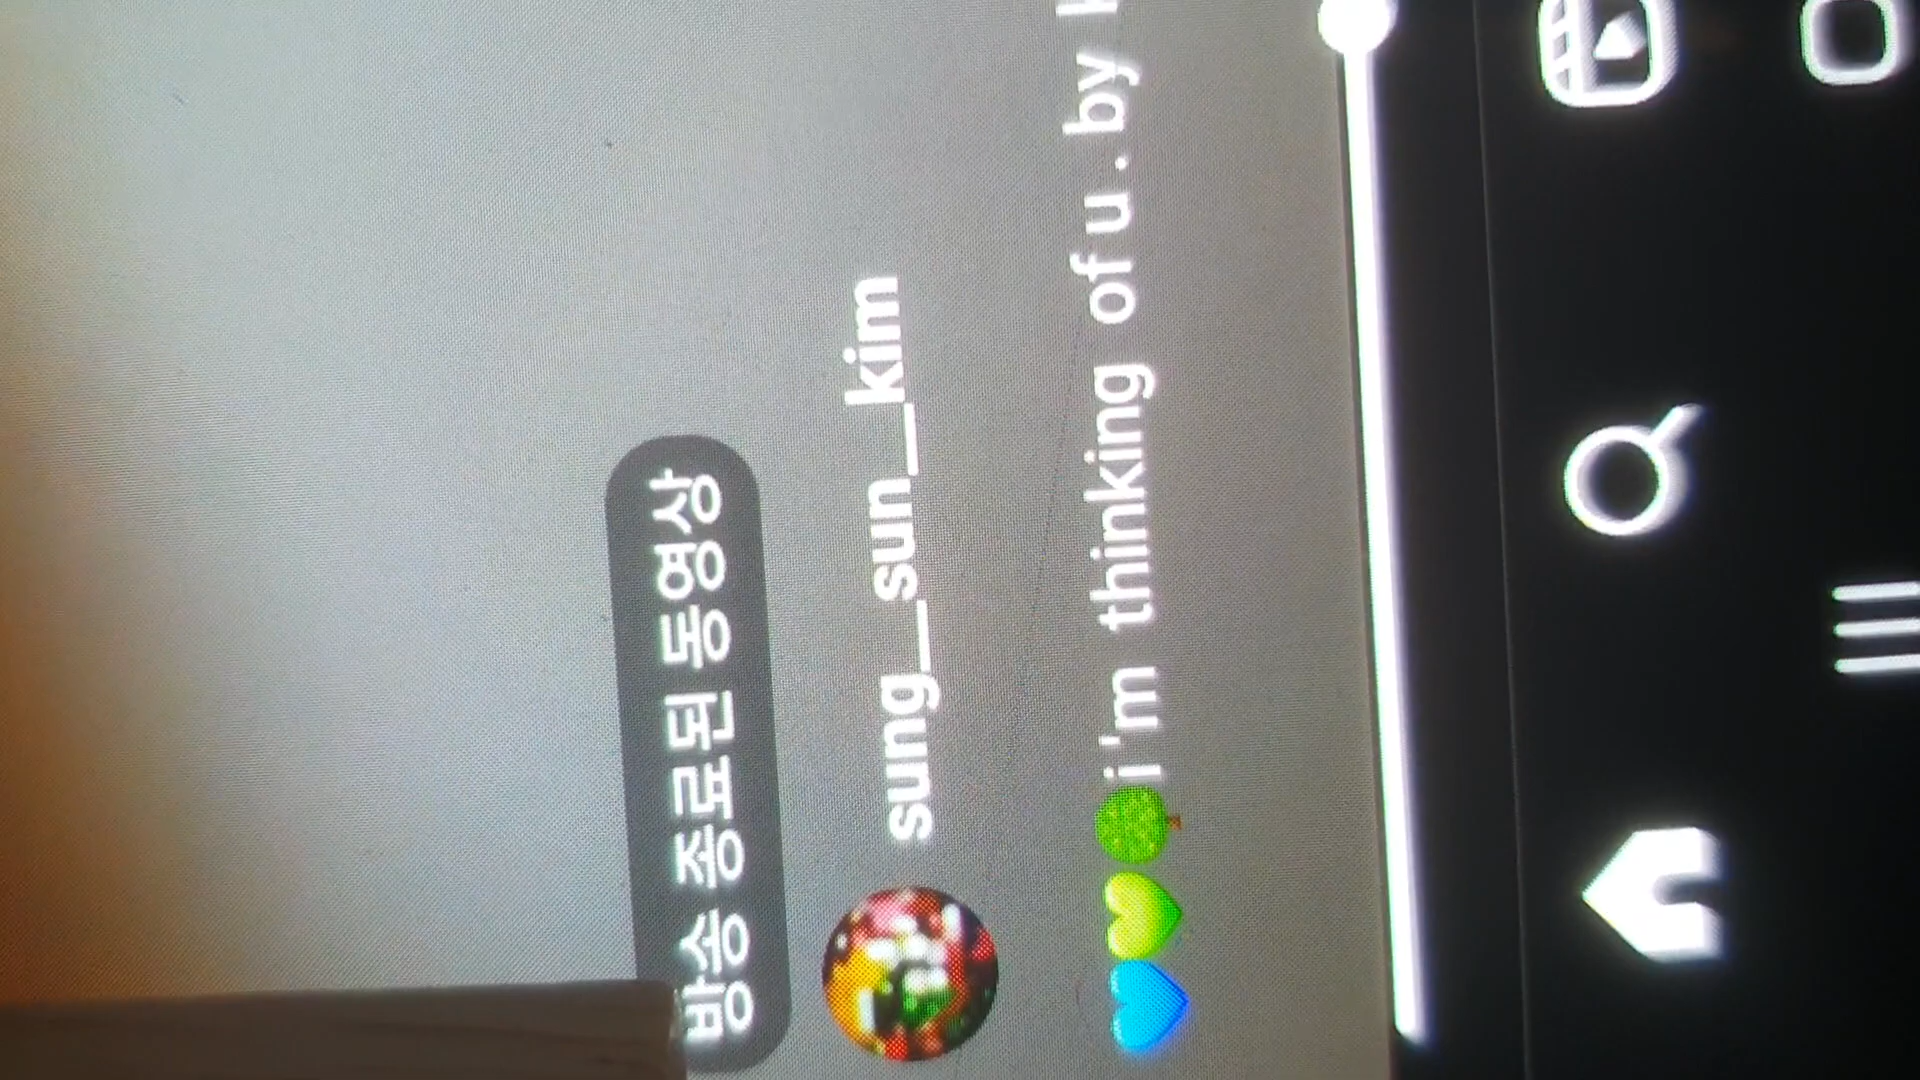 방송 종료된 동영상
sung__sun__kim
💙💚🌳i'm thinking of u . by